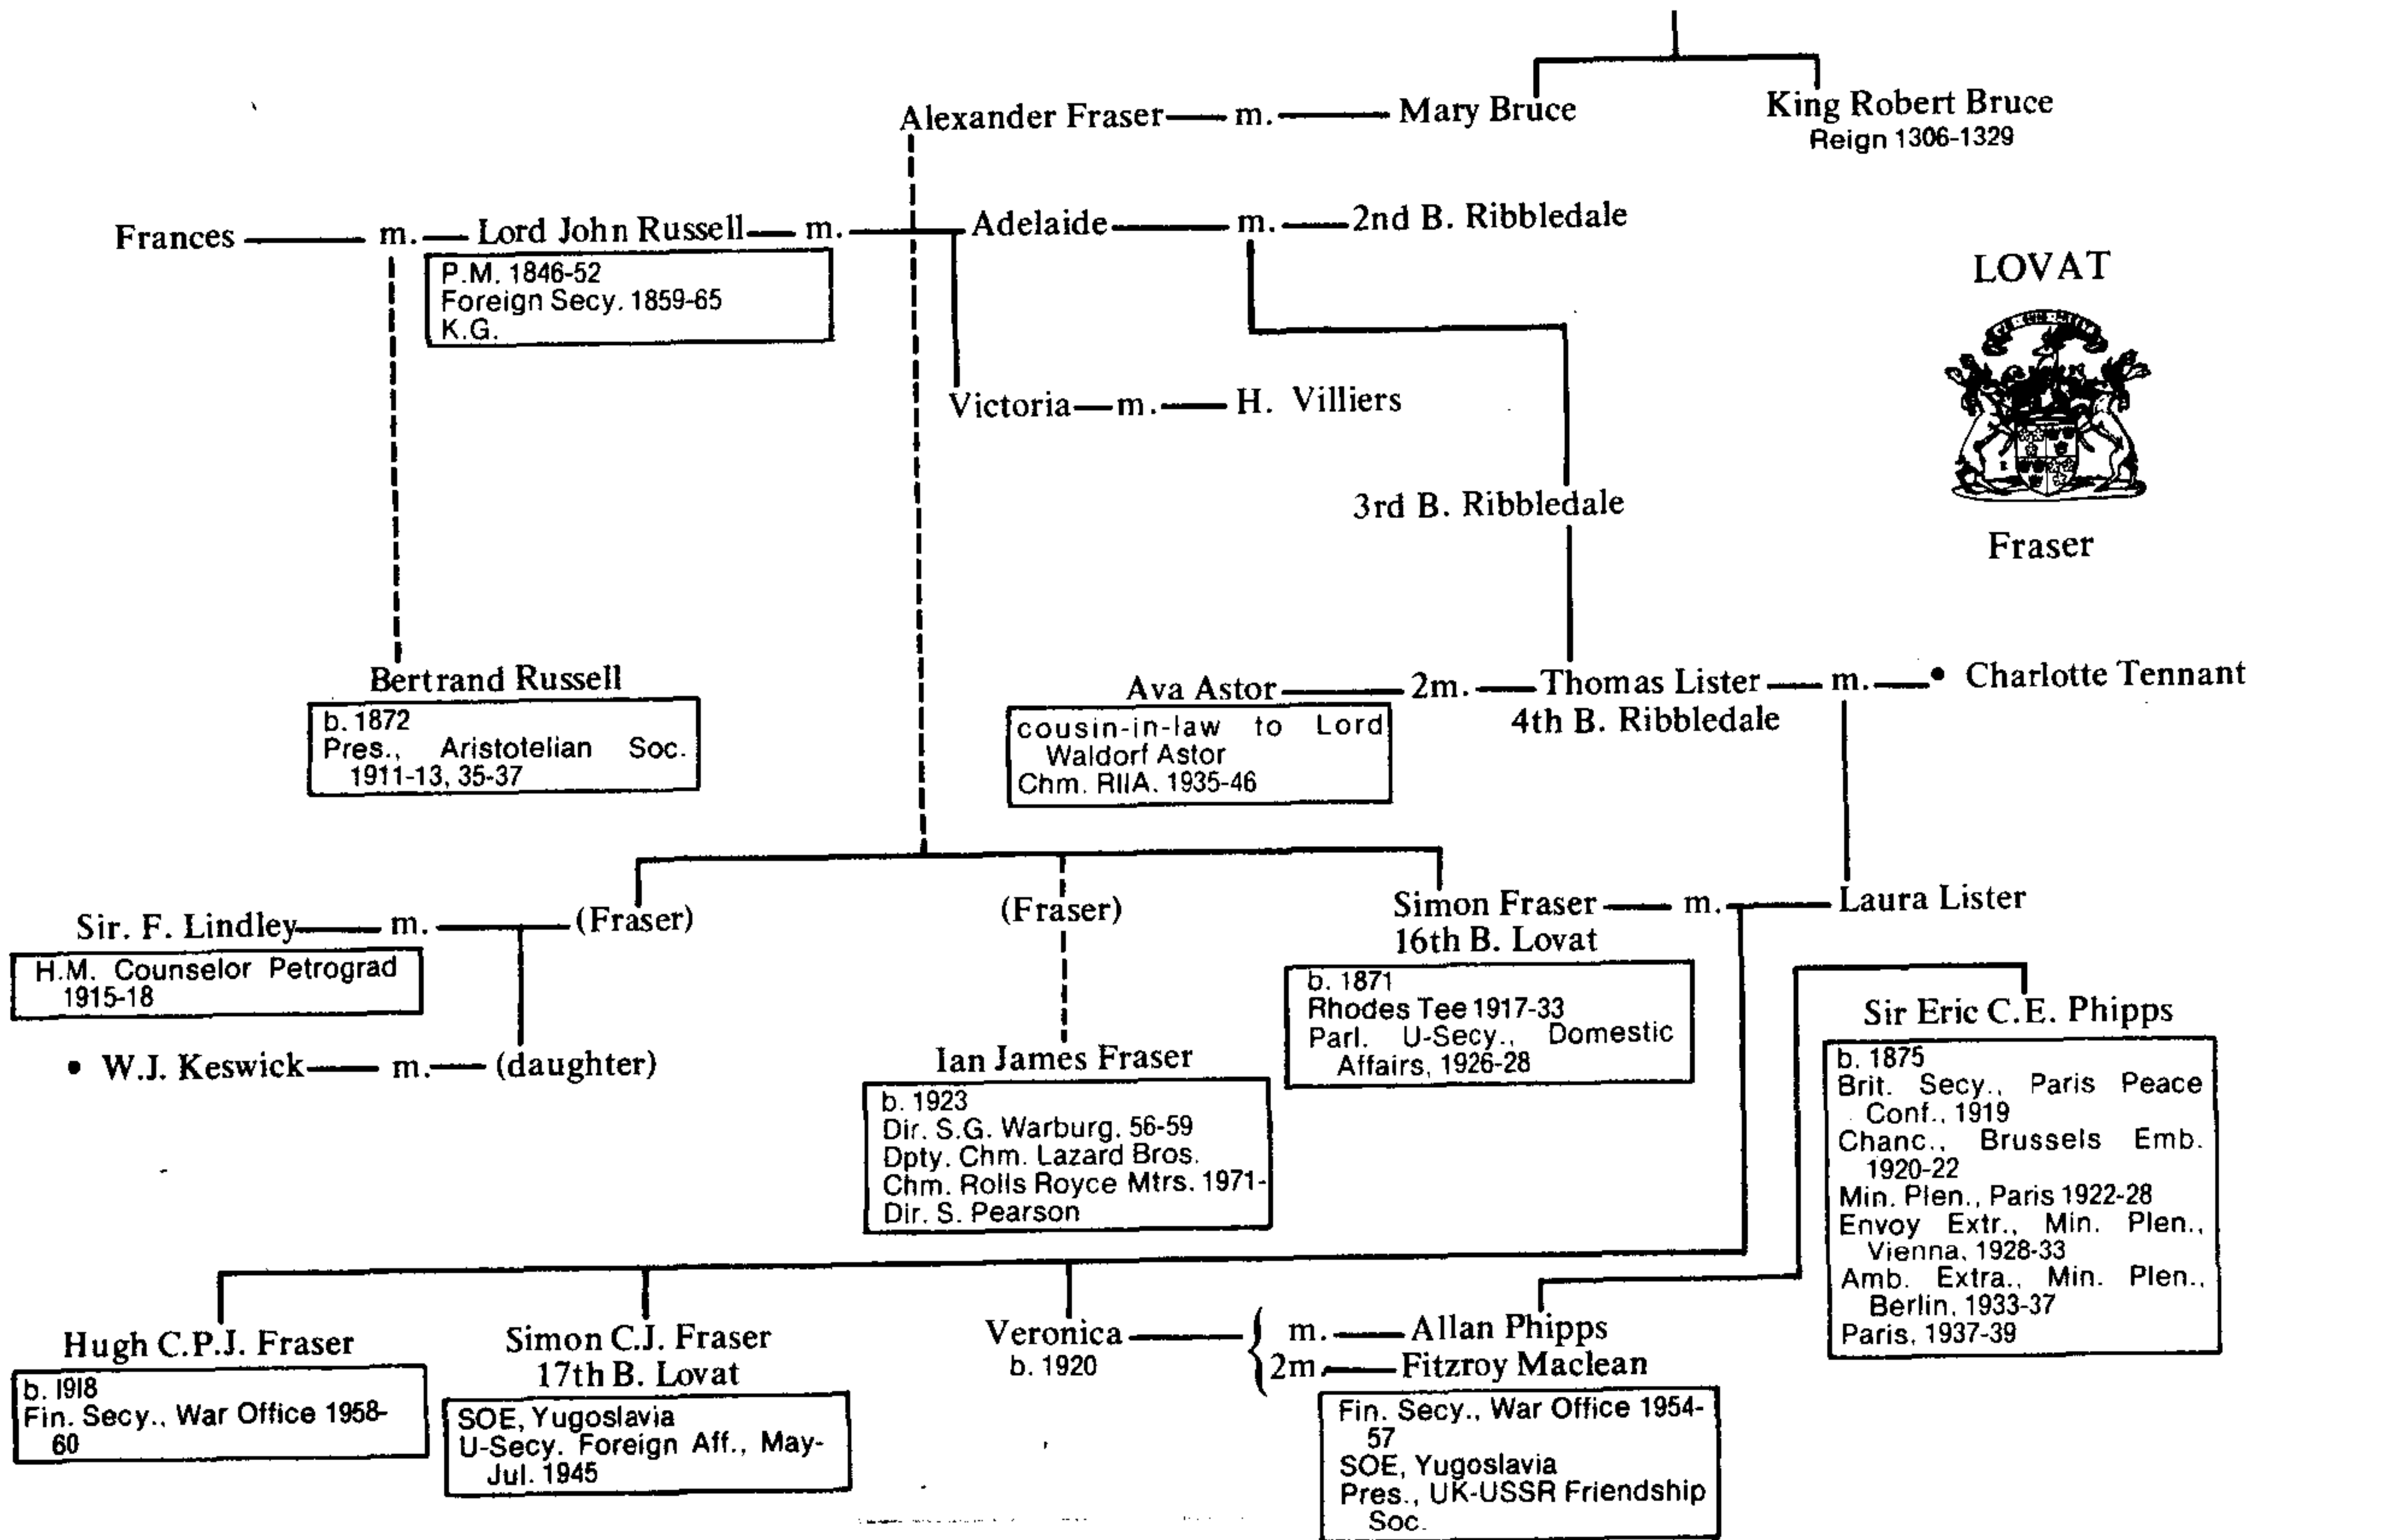 Alexander Fraser m. Mary Bruce
King Robert Bruce
Reign 1306-1329
Frances m. Lord John Russell m. Adelaide m. 2nd B. Ribbledale
P.M. 1846-52
Foreign Secy. 1859-65
K.G.
LOVAT
Victoria m. H. Villiers
3rd B. Ribbledale
Fraser
Bertrand Russell
b. 1872
Pres., Aristotelian Soc.
1911-13, 35-37
Ava Astor 2m. Thomas Lister m. • Charlotte Tennant
4th B. Ribbledale
cousin-in-law to Lord
Waldorf Astor
Chm. RIIA. 1935-46
Sir. F. Lindley m. (Fraser)
H.M. Counselor Petrograd
1915-18
• W.J. Keswick m. (daughter)
(Fraser)
Ian James Fraser
b. 1923
Dir. S.G. Warburg. 56-59
Dpty. Chm. Lazard Bros.
Chm. Rolls Royce Mtrs. 1971-
Dir. S. Pearson
Simon Fraser m. Laura Lister
16th B. Lovat
b. 1871
Rhodes Tee 1917-33
Parl. U-Secy., Domestic
Affairs, 1926-28
Sir Eric C.E. Phipps
b. 1875
Brit. Secy., Paris Peace
Conf., 1919
Chanc., Brussels Emb.
1920-22
Min. Plen., Paris 1922-28
Envoy Extr., Min. Plen.,
Vienna, 1928-33
Amb. Extra., Min. Plen.,
Berlin, 1933-37
Paris, 1937-39
Hugh C.P.J. Fraser
b. 1918
Fin. Secy., War Office 1958-
60
Simon C.J. Fraser
17th B. Lovat
SOE, Yugoslavia
U-Secy. Foreign Aff., May-
Jul. 1945
Veronica m. Allan Phipps
b. 1920
2m. Fitzroy Maclean
Fin. Secy., War Office 1954-
57
SOE, Yugoslavia
Pres., UK-USSR Friendship
Soc.